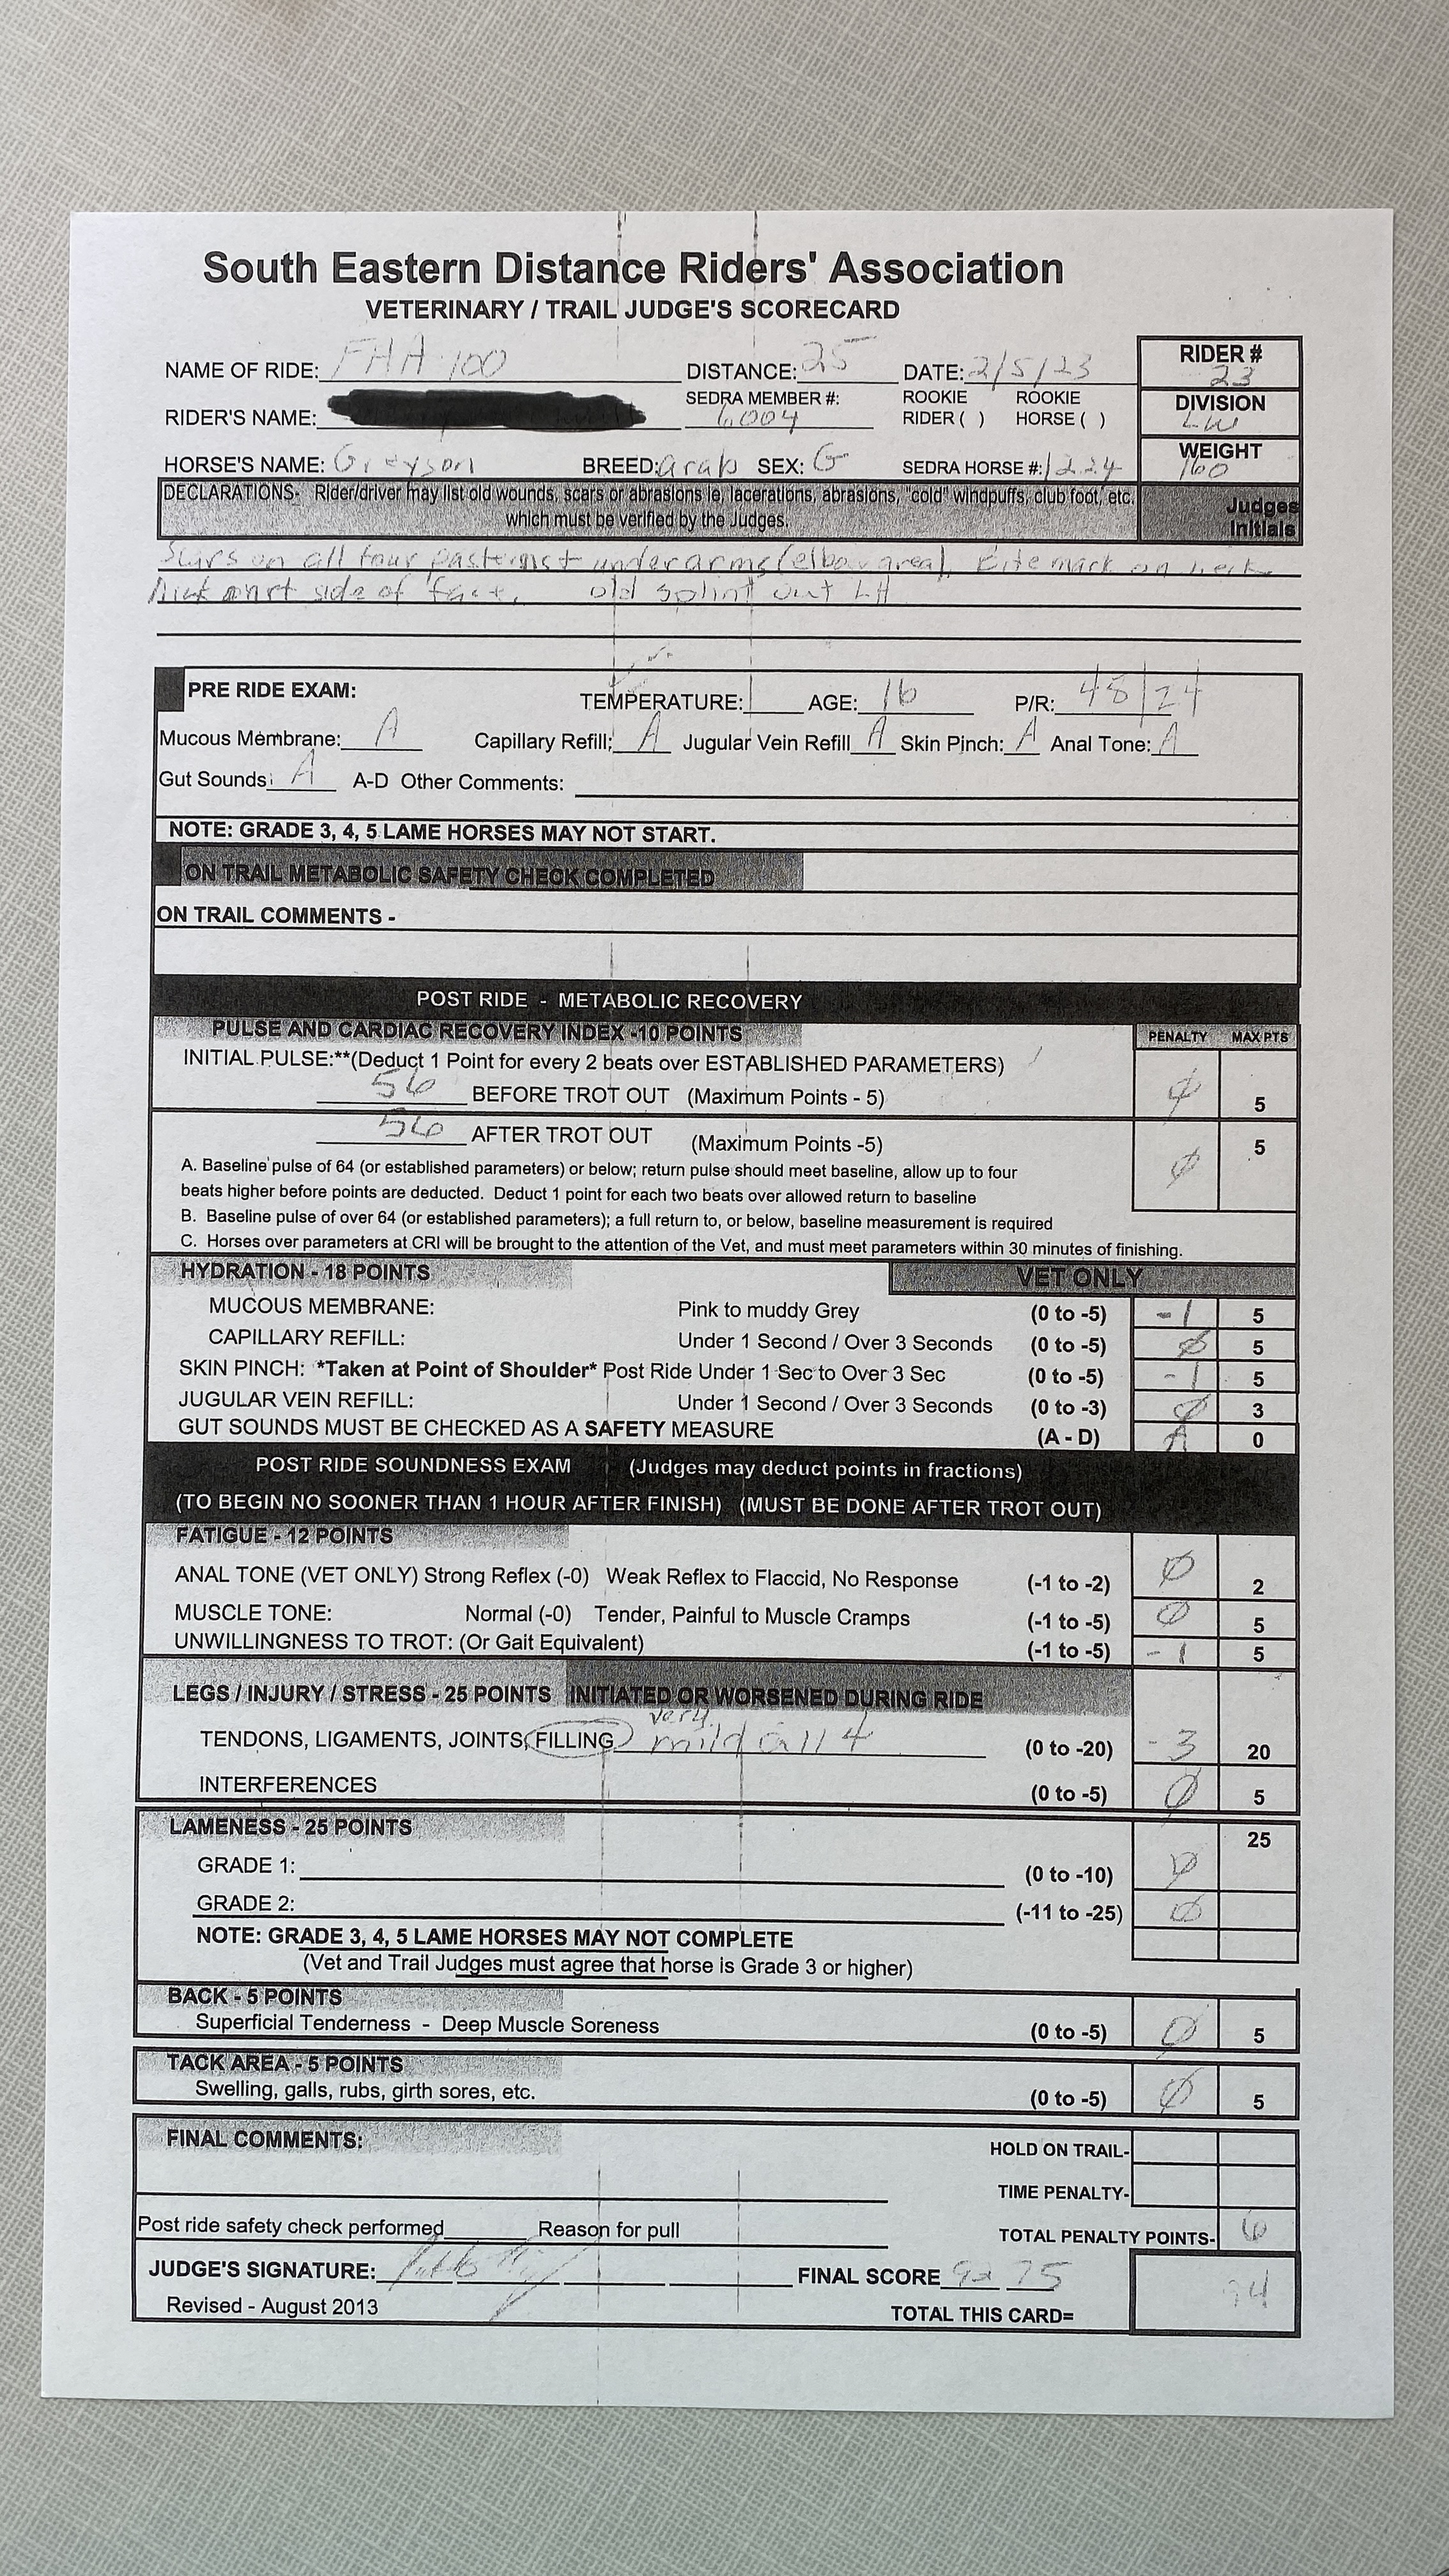 South Eastern Distance Riders' Association
VETERINARY / TRAIL JUDGE'S SCORECARD
NAME OF RIDE: FHA 100 DISTANCE: 25 DATE: 2/5/23 RIDER # 23
RIDER'S NAME: SEDRA MEMBER #: 6004 ROOKIE RIDER ( ) ROOKIE HORSE ( ) DIVISION LW
HORSE'S NAME: Greyson BREED: arab SEX: G SEDRA HORSE #: 1224 WEIGHT 160
DECLARATIONS- Rider/driver may list old wounds, scars or abrasions ie, lacerations, abrasions, "cold" windpuffs, club foot, etc.
which must be verified by the Judges. Judges Initials
Scars on all four pasterns + underarms (elbow area), Bite mark on neck
Nick on rt side of face, old splint out LH
PRE RIDE EXAM: TEMPERATURE: AGE: 16 P/R: 48/24
Mucous Membrane: A Capillary Refill: A Jugular Vein Refill A Skin Pinch: A Anal Tone: A
Gut Sounds: A A-D Other Comments:
NOTE: GRADE 3, 4, 5 LAME HORSES MAY NOT START.
ON TRAIL METABOLIC SAFETY CHECK COMPLETED
ON TRAIL COMMENTS -
POST RIDE - METABOLIC RECOVERY
PULSE AND CARDIAC RECOVERY INDEX -10 POINTS PENALTY MAX PTS
INITIAL PULSE:**(Deduct 1 Point for every 2 beats over ESTABLISHED PARAMETERS)
56 BEFORE TROT OUT (Maximum Points - 5) 0 5
56 AFTER TROT OUT (Maximum Points -5) 0 5
A. Baseline pulse of 64 (or established parameters) or below; return pulse should meet baseline, allow up to four
beats higher before points are deducted. Deduct 1 point for each two beats over allowed return to baseline
B. Baseline pulse of over 64 (or established parameters); a full return to, or below, baseline measurement is required
C. Horses over parameters at CRI will be brought to the attention of the Vet, and must meet parameters within 30 minutes of finishing.
HYDRATION - 18 POINTS VET ONLY
MUCOUS MEMBRANE: Pink to muddy Grey (0 to -5) -1 5
CAPILLARY REFILL: Under 1 Second / Over 3 Seconds (0 to -5) 0 5
SKIN PINCH: *Taken at Point of Shoulder* Post Ride Under 1 Sec to Over 3 Sec (0 to -5) -1 5
JUGULAR VEIN REFILL: Under 1 Second / Over 3 Seconds (0 to -3) 0 3
GUT SOUNDS MUST BE CHECKED AS A SAFETY MEASURE (A - D) A 0
POST RIDE SOUNDNESS EXAM (Judges may deduct points in fractions)
(TO BEGIN NO SOONER THAN 1 HOUR AFTER FINISH) (MUST BE DONE AFTER TROT OUT)
FATIGUE - 12 POINTS
ANAL TONE (VET ONLY) Strong Reflex (-0) Weak Reflex to Flaccid, No Response (-1 to -2) 0 2
MUSCLE TONE: Normal (-0) Tender, Painful to Muscle Cramps (-1 to -5) 0 5
UNWILLINGNESS TO TROT: (Or Gait Equivalent) (-1 to -5) -1 5
LEGS / INJURY / STRESS - 25 POINTS INITIATED OR WORSENED DURING RIDE
TENDONS, LIGAMENTS, JOINTS, FILLING very mild all 4 (0 to -20) -3 20
INTERFERENCES (0 to -5) 0 5
LAMENESS - 25 POINTS 25
GRADE 1: (0 to -10) 0
GRADE 2: (-11 to -25) 0
NOTE: GRADE 3, 4, 5 LAME HORSES MAY NOT COMPLETE
(Vet and Trail Judges must agree that horse is Grade 3 or higher)
BACK - 5 POINTS
Superficial Tenderness - Deep Muscle Soreness (0 to -5) 0 5
TACK AREA - 5 POINTS
Swelling, galls, rubs, girth sores, etc. (0 to -5) 0 5
FINAL COMMENTS: HOLD ON TRAIL-
TIME PENALTY-
Post ride safety check performed Reason for pull TOTAL PENALTY POINTS- 6
JUDGE'S SIGNATURE: FINAL SCORE 92 75 94
Revised - August 2013 TOTAL THIS CARD=